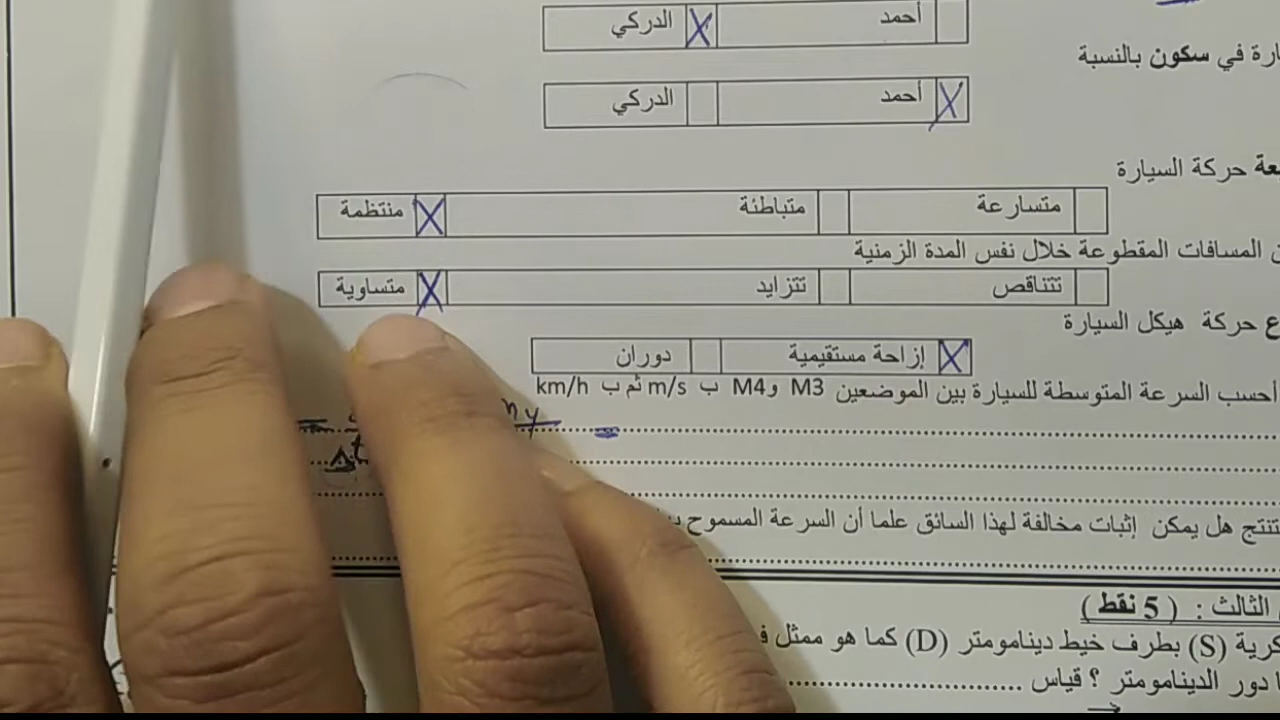 أحمد X الدركي
ارة في سكون بالنسبة
X أحمد الدركي
عة حركة السيارة
متسارعة متباطئة X منتظمة
ن المسافات المقطوعة خلال نفس المدة الزمنية
تتناقص تتزايد X متساوية
ع حركة هيكل السيارة
X إزاحة مستقيمية دوران
أحسب السرعة المتوسطة للسيارة بين الموضعين M3 وM4 ب m/s ثم ب km/h
=
Δt
تنتج هل يمكن إثبات مخالفة لهذا السائق علما أن السرعة المسموح
الثالث : ( 5 نقط )
كرية (S) بطرف خيط دينامومتر (D) كما هو ممثل ف
ا دور الدينامومتر ؟ قياس ..............................